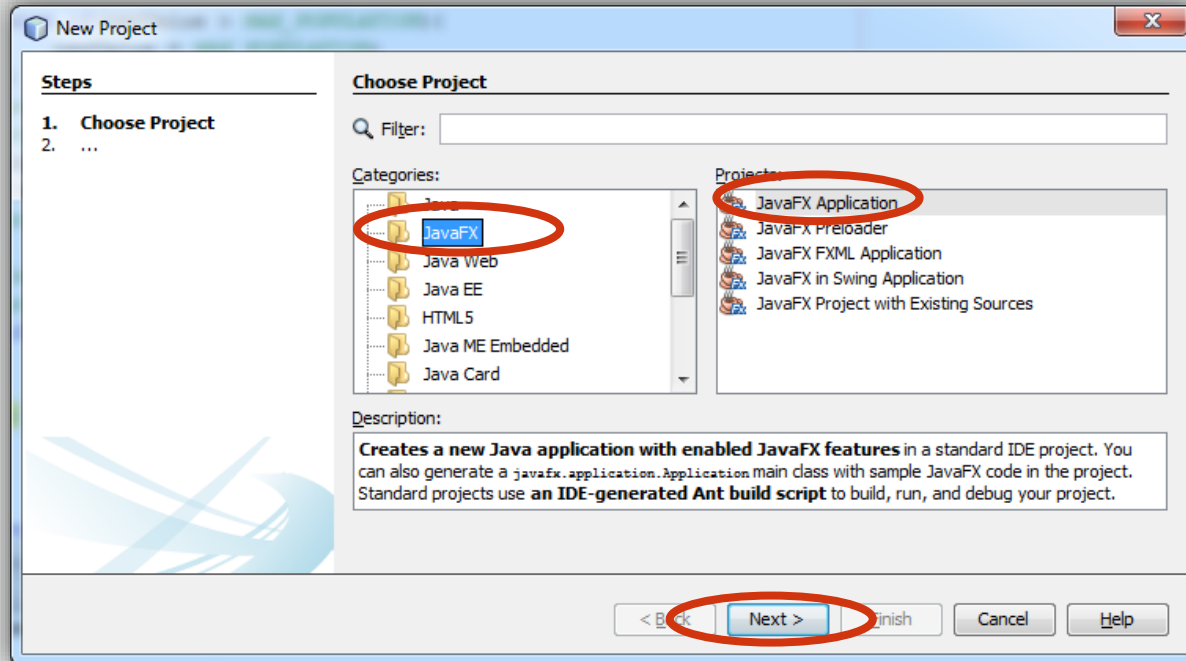 New Project
Steps
1. Choose Project
2. ...
Choose Project
Filter:
Categories:
Java
JavaFX
Java Web
Java EE
HTML5
Java ME Embedded
Java Card
Projects:
JavaFX Application
JavaFX Preloader
JavaFX FXML Application
JavaFX in Swing Application
JavaFX Project with Existing Sources
Description:
Creates a new Java application with enabled JavaFX features in a standard IDE project. You
can also generate a javafx.application.Application main class with sample JavaFX code in the project.
Standard projects use an IDE-generated Ant build script to build, run, and debug your project.
< Back
Next >
Finish
Cancel
Help